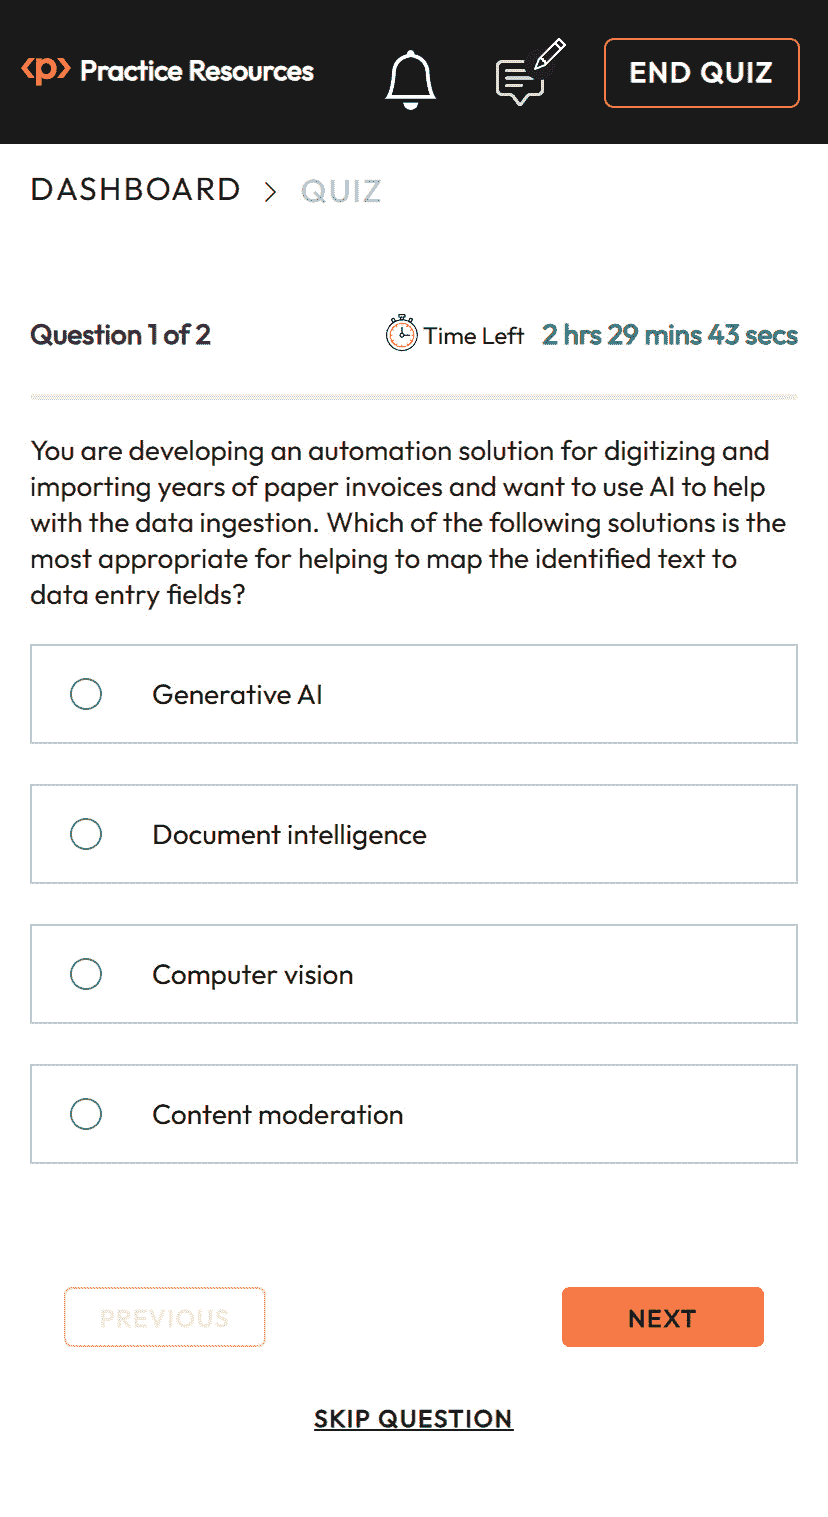 <p> Practice Resources
END QUIZ
DASHBOARD > QUIZ
Question 1 of 2
Time Left 2 hrs 29 mins 43 secs
You are developing an automation solution for digitizing and
importing years of paper invoices and want to use AI to help
with the data ingestion. Which of the following solutions is the
most appropriate for helping to map the identified text to
data entry fields?
Generative AI
Document intelligence
Computer vision
Content moderation
PREVIOUS
NEXT
SKIP QUESTION